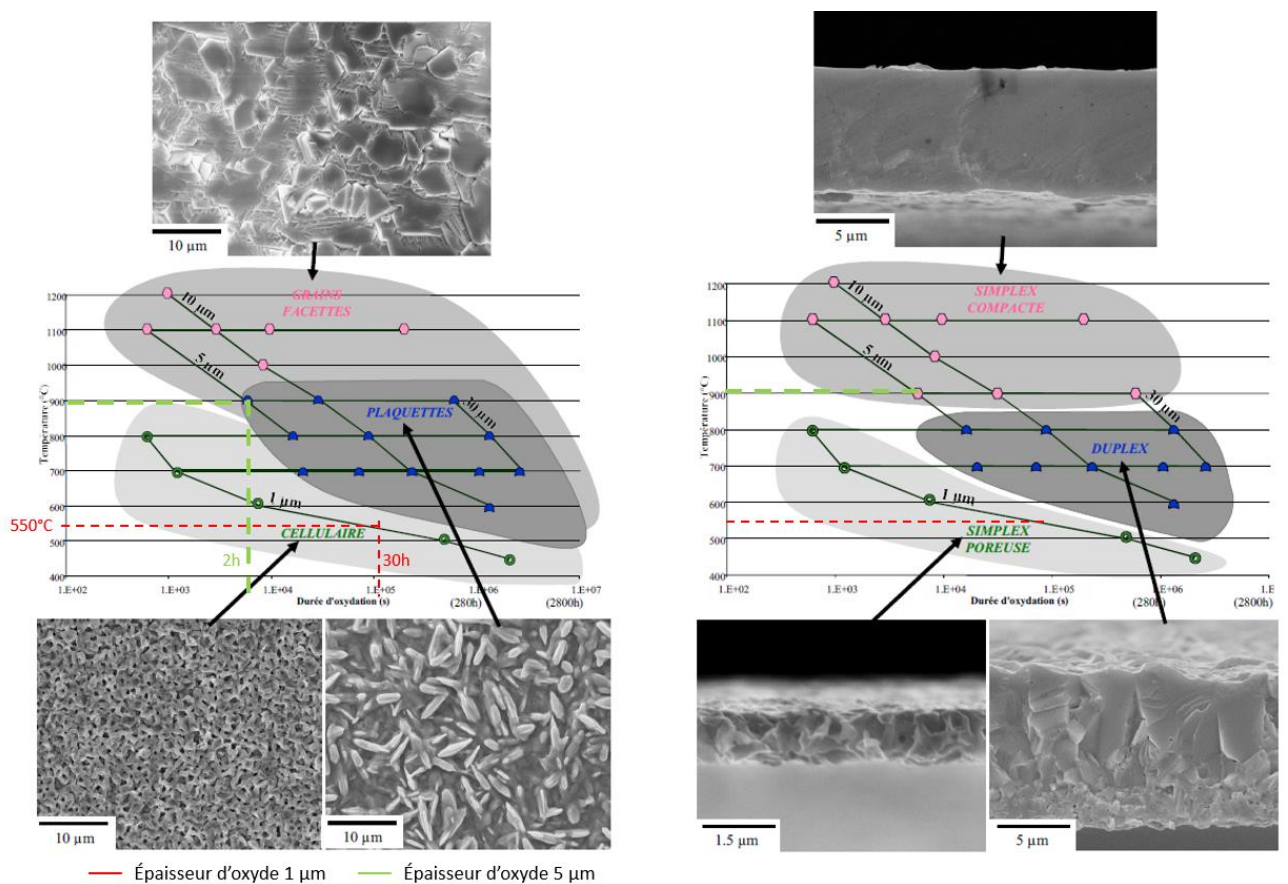 10 µm
5 µm
GRAINS
FACETTES
PLAQUETTES
CELLULAIRE
10 µm
5 µm
30 µm
1 µm
Température (°C)
1200
1100
1000
900
800
700
600
550°C
500
400
2h
30h
1.E+02
1.E+03
1.E+04
1.E+05
1.E+06
1.E+07
Durée d'oxydation (s)
(280h)
(2800h)
SIMPLEX
COMPACTE
DUPLEX
SIMPLEX
POREUSE
10 µm
5 µm
30 µm
1 µm
Température (°C)
1200
1100
1000
900
800
700
600
500
400
1.E+02
1.E+03
1.E+04
1.E+05
1.E+06
1.E
Durée d'oxydation (s)
(280h)
(2800h)
10 µm
10 µm
1.5 µm
5 µm
Épaisseur d'oxyde 1 µm
Épaisseur d'oxyde 5 µm